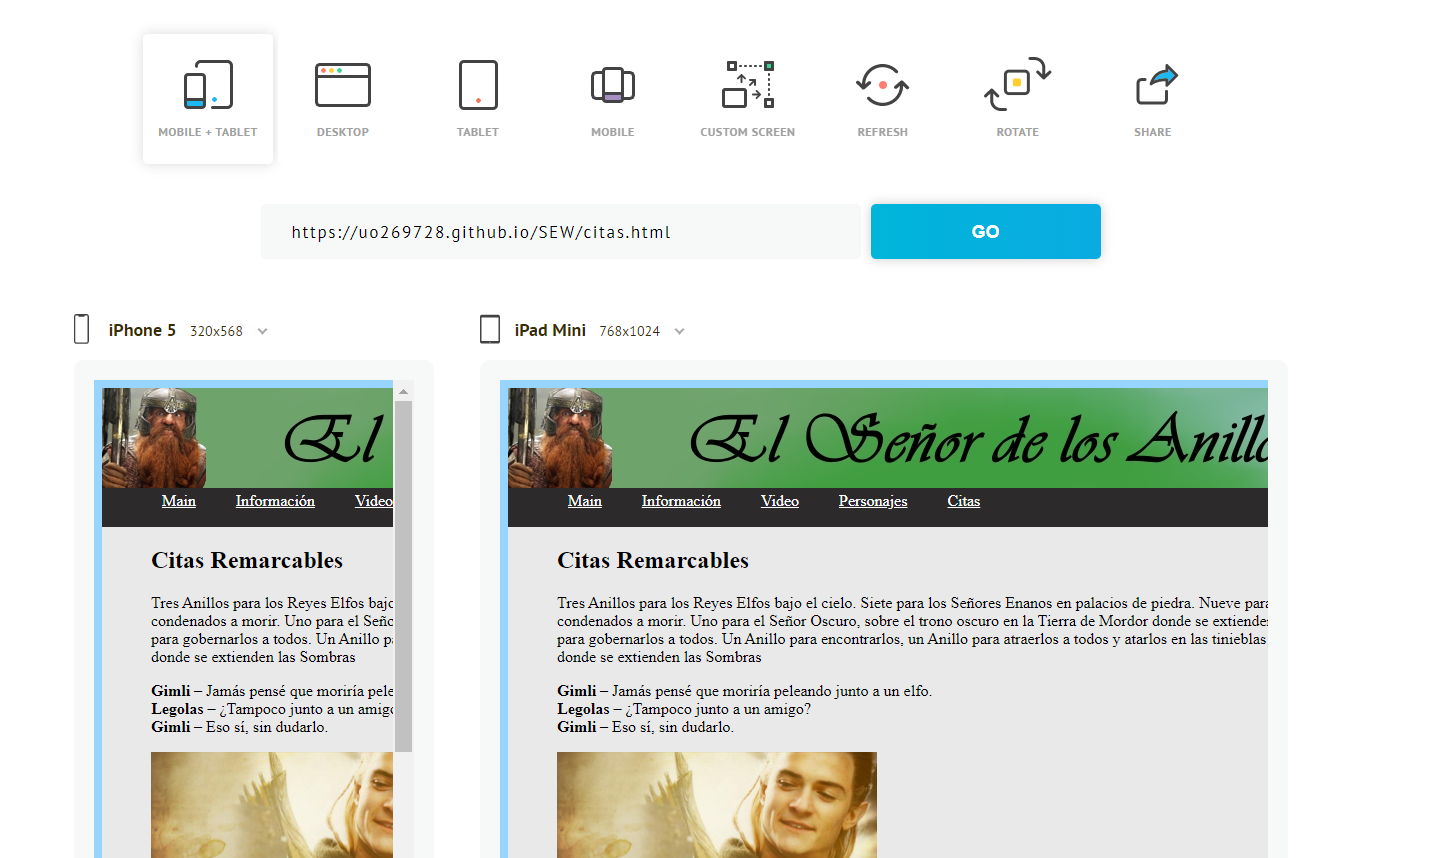 MOBILE + TABLET
DESKTOP
TABLET
MOBILE
CUSTOM SCREEN
REFRESH
ROTATE
SHARE
https://uo269728.github.io/SEW/citas.html
GO
iPhone 5 320x568
El
Main Información Video
Citas Remarcables
Tres Anillos para los Reyes Elfos bajo
condenados a morir. Uno para el Seño
para gobernarlos a todos. Un Anillo pa
donde se extienden las Sombras
Gimli – Jamás pensé que moriría pele
Legolas – ¿Tampoco junto a un amigo
Gimli – Eso sí, sin dudarlo.
iPad Mini 768x1024
El Señor de los Anillo
Main Información Video Personajes Citas
Citas Remarcables
Tres Anillos para los Reyes Elfos bajo el cielo. Siete para los Señores Enanos en palacios de piedra. Nueve para
condenados a morir. Uno para el Señor Oscuro, sobre el trono oscuro en la Tierra de Mordor donde se extiender
para gobernarlos a todos. Un Anillo para encontrarlos, un Anillo para atraerlos a todos y atarlos en las tinieblas
donde se extienden las Sombras
Gimli – Jamás pensé que moriría peleando junto a un elfo.
Legolas – ¿Tampoco junto a un amigo?
Gimli – Eso sí, sin dudarlo.